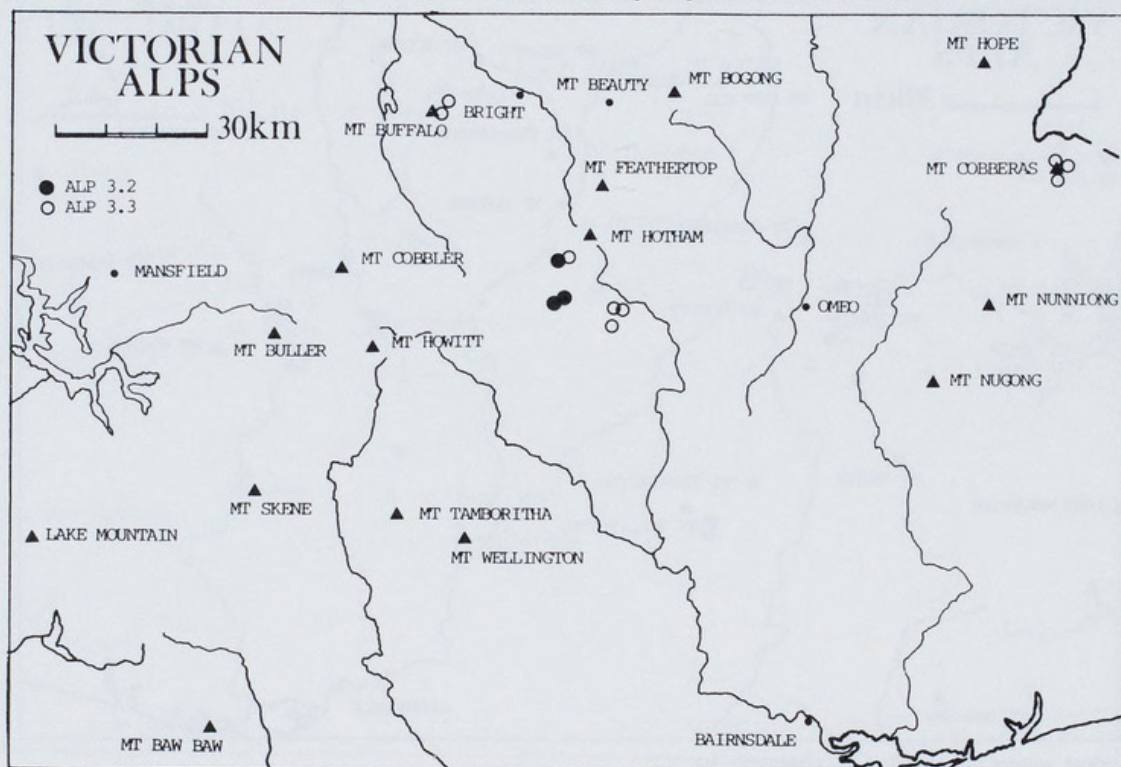 VICTORIAN
ALPS
30km
ALP 3.2
ALP 3.3
MT HOPE
MT BEAUTY
MT BOGONG
BRIGHT
MT BUFFALO
MT FEATHERTOP
MT COBBERAS
MT HOTHAM
MT COBBLER
MANSFIELD
OMEO
MT NUNNIONG
MT BULLER
MT HOWITT
MT NUGONG
MT SKENE
MT TAMBORITHA
LAKE MOUNTAIN
MT WELLINGTON
MT BAW BAW
BAIRNSDALE